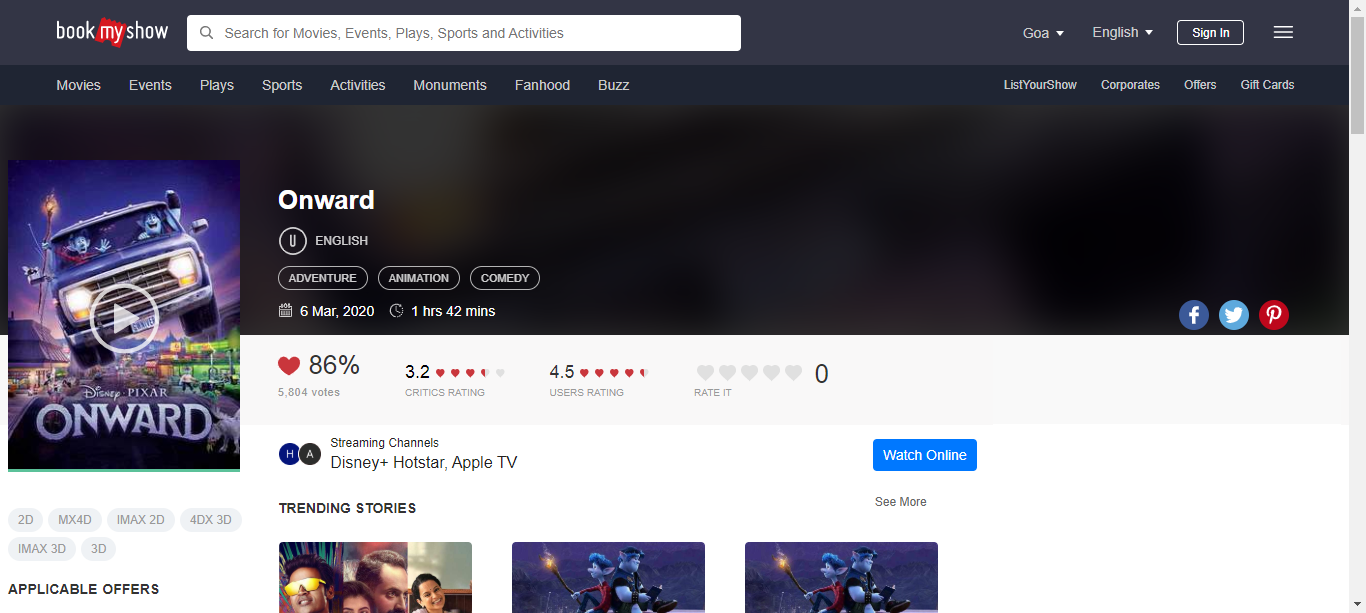 book my show
Search for Movies, Events, Plays, Sports and Activities
Goa
English
Sign In
Movies Events Plays Sports Activities Monuments Fanhood Buzz
ListYourShow Corporates Offers Gift Cards
Onward
U ENGLISH
ADVENTURE ANIMATION COMEDY
6 Mar, 2020 1 hrs 42 mins
Disney · PIXAR
ONWARD
86%
5,804 votes
3.2
CRITICS RATING
4.5
USERS RATING
0
RATE IT
H A
Streaming Channels
Disney+ Hotstar, Apple TV
Watch Online
2D MX4D IMAX 2D 4DX 3D
IMAX 3D 3D
APPLICABLE OFFERS
TRENDING STORIES
See More